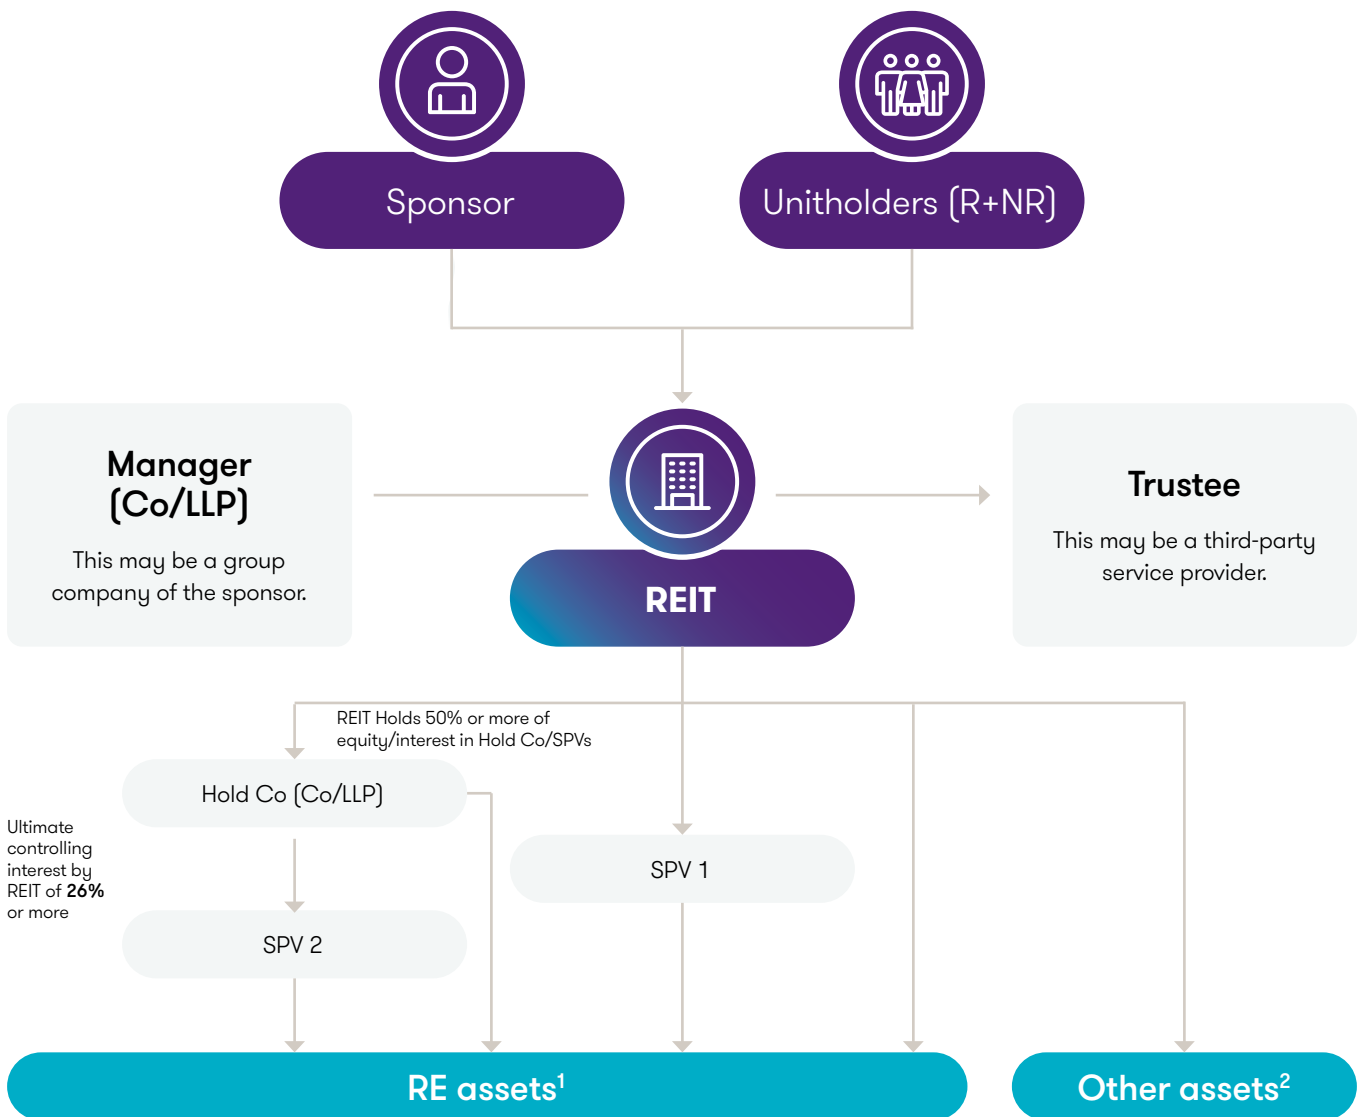 Sponsor
Unitholders (R+NR)
Manager
(Co/LLP)
This may be a group
company of the sponsor.
REIT
Trustee
This may be a third-party
service provider.
REIT Holds 50% or more of
equity/interest in Hold Co/SPVs
Hold Co (Co/LLP)
Ultimate
controlling
interest by
REIT of 26%
or more
SPV 1
SPV 2
RE assets¹
Other assets²